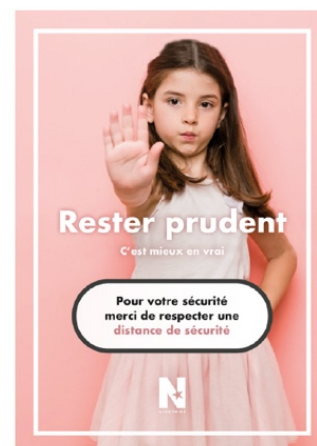 Rester prudent
C'est mieux en vrai
Pour votre sécurité
merci de respecter une
distance de sécurité
N